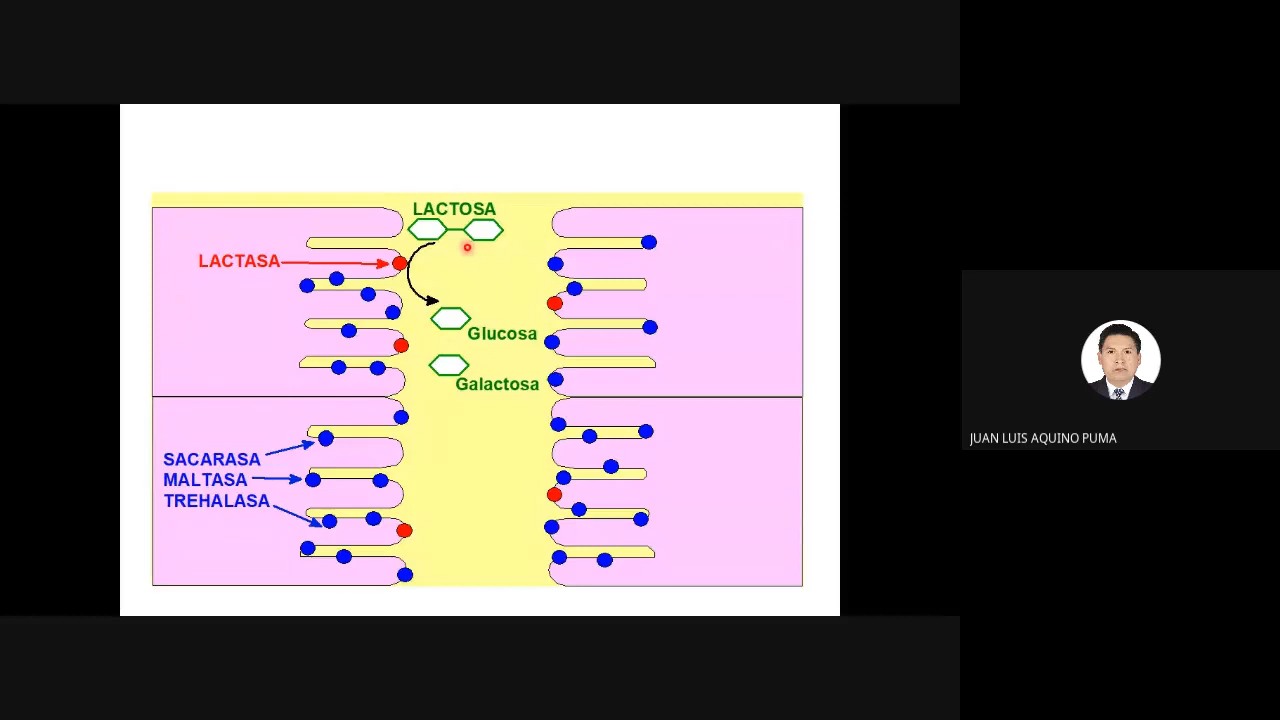 LACTOSA
LACTASA
Glucosa
Galactosa
SACARASA
MALTASA
TREHALASA
JUAN LUIS AQUINO PUMA